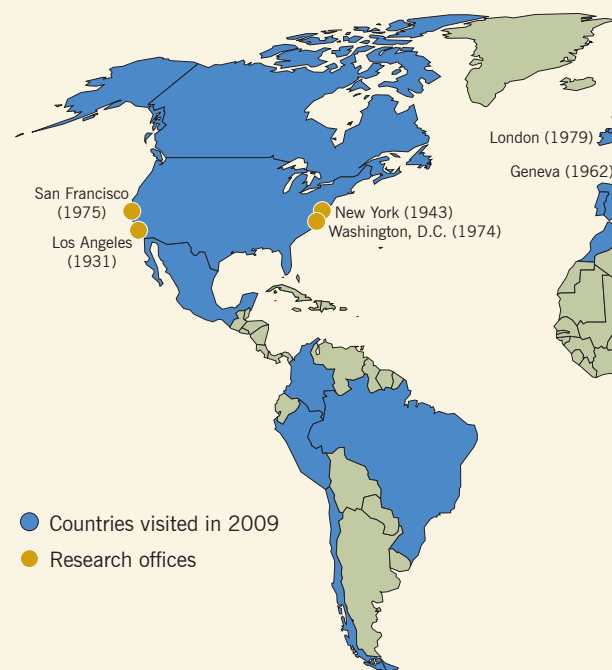 London (1979)
Geneva (1962)
San Francisco
(1975)
New York (1943)
Washington, D.C. (1974)
Los Angeles
(1931)
Countries visited in 2009
Research offices